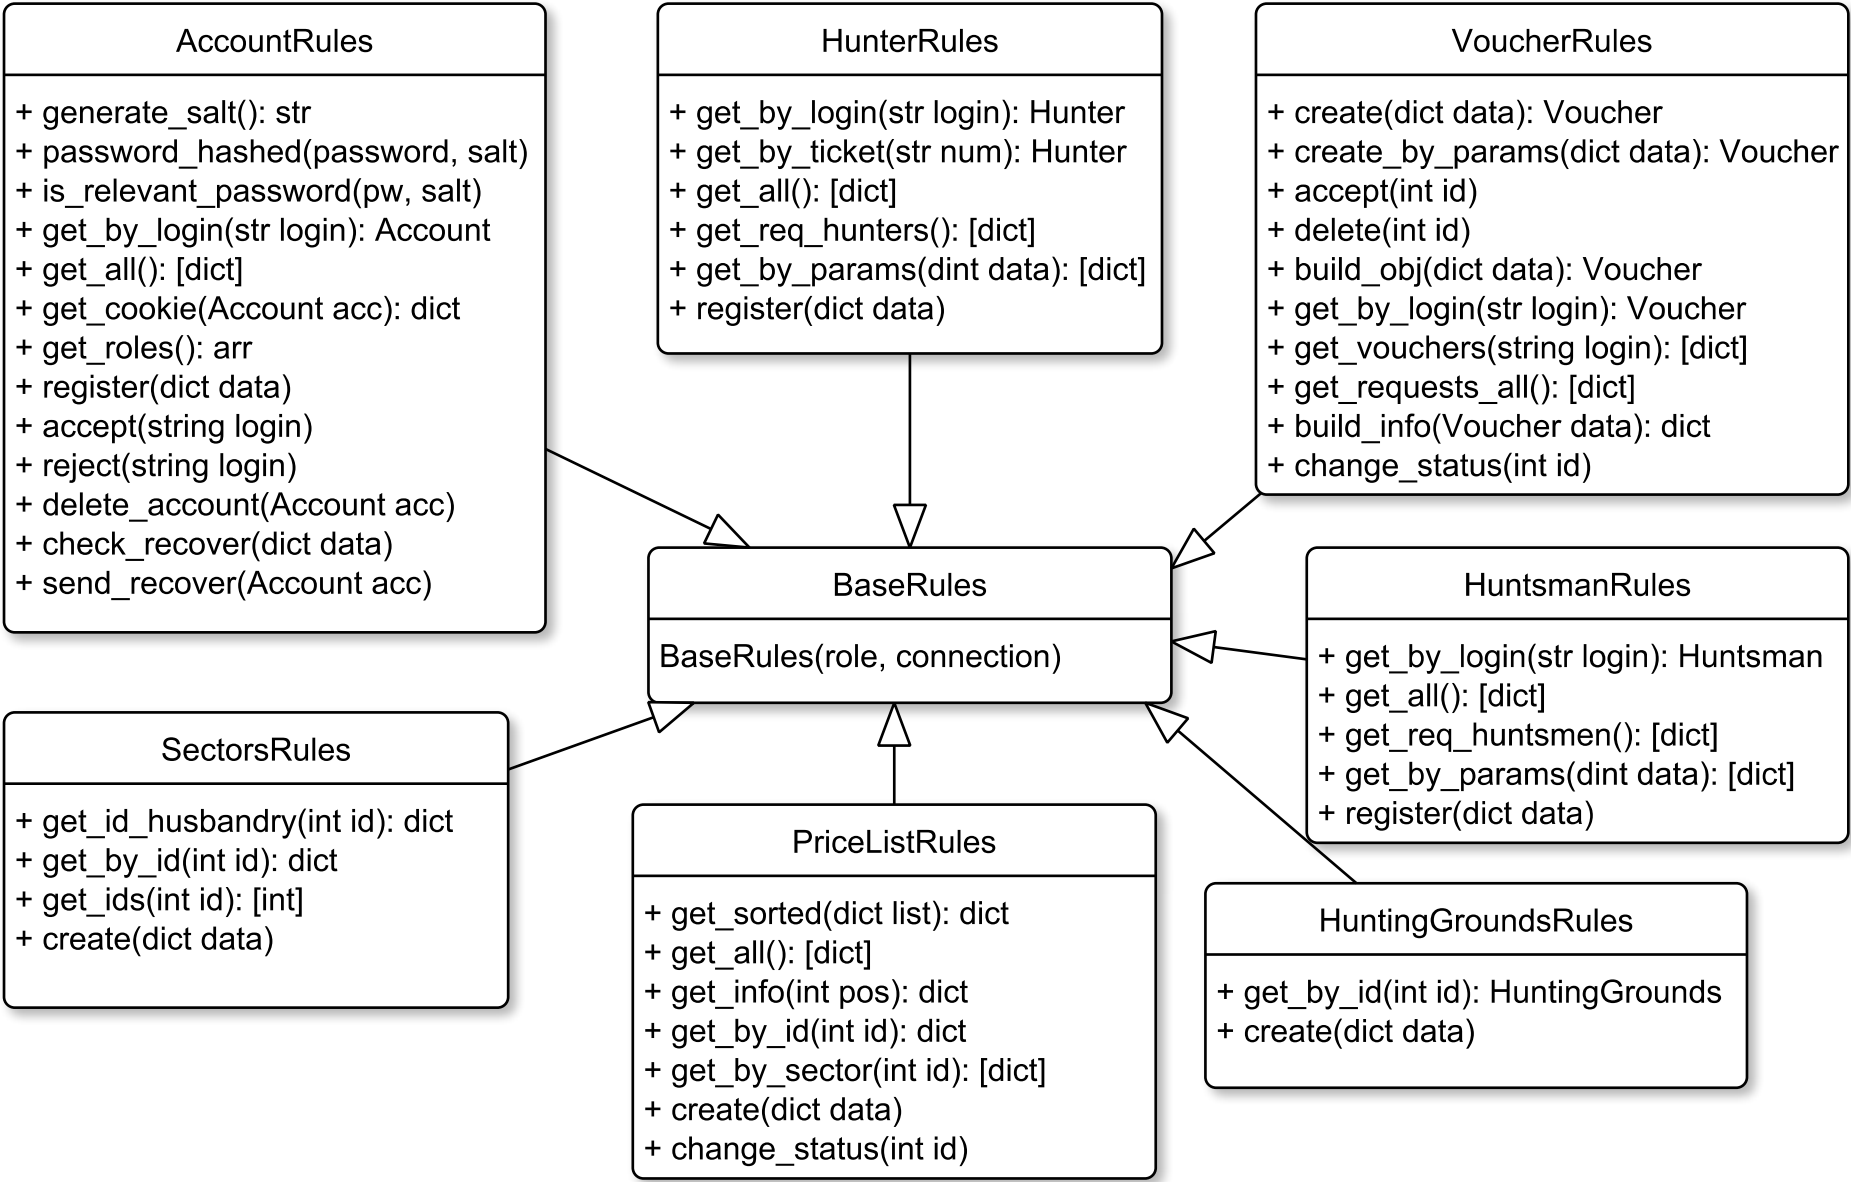 AccountRules
+ generate_salt(): str
+ password_hashed(password, salt)
+ is_relevant_password(pw, salt)
+ get_by_login(str login): Account
+ get_all(): [dict]
+ get_cookie(Account acc): dict
+ get_roles(): arr
+ register(dict data)
+ accept(string login)
+ reject(string login)
+ delete_account(Account acc)
+ check_recover(dict data)
+ send_recover(Account acc)
HunterRules
+ get_by_login(str login): Hunter
+ get_by_ticket(str num): Hunter
+ get_all(): [dict]
+ get_req_hunters(): [dict]
+ get_by_params(dint data): [dict]
+ register(dict data)
VoucherRules
+ create(dict data): Voucher
+ create_by_params(dict data): Voucher
+ accept(int id)
+ delete(int id)
+ build_obj(dict data): Voucher
+ get_by_login(str login): Voucher
+ get_vouchers(string login): [dict]
+ get_requests_all(): [dict]
+ build_info(Voucher data): dict
+ change_status(int id)
BaseRules
BaseRules(role, connection)
HuntsmanRules
+ get_by_login(str login): Huntsman
+ get_all(): [dict]
+ get_req_huntsmen(): [dict]
+ get_by_params(dint data): [dict]
+ register(dict data)
SectorsRules
+ get_id_husbandry(int id): dict
+ get_by_id(int id): dict
+ get_ids(int id): [int]
+ create(dict data)
PriceListRules
+ get_sorted(dict list): dict
+ get_all(): [dict]
+ get_info(int pos): dict
+ get_by_id(int id): dict
+ get_by_sector(int id): [dict]
+ create(dict data)
+ change_status(int id)
HuntingGroundsRules
+ get_by_id(int id): HuntingGrounds
+ create(dict data)